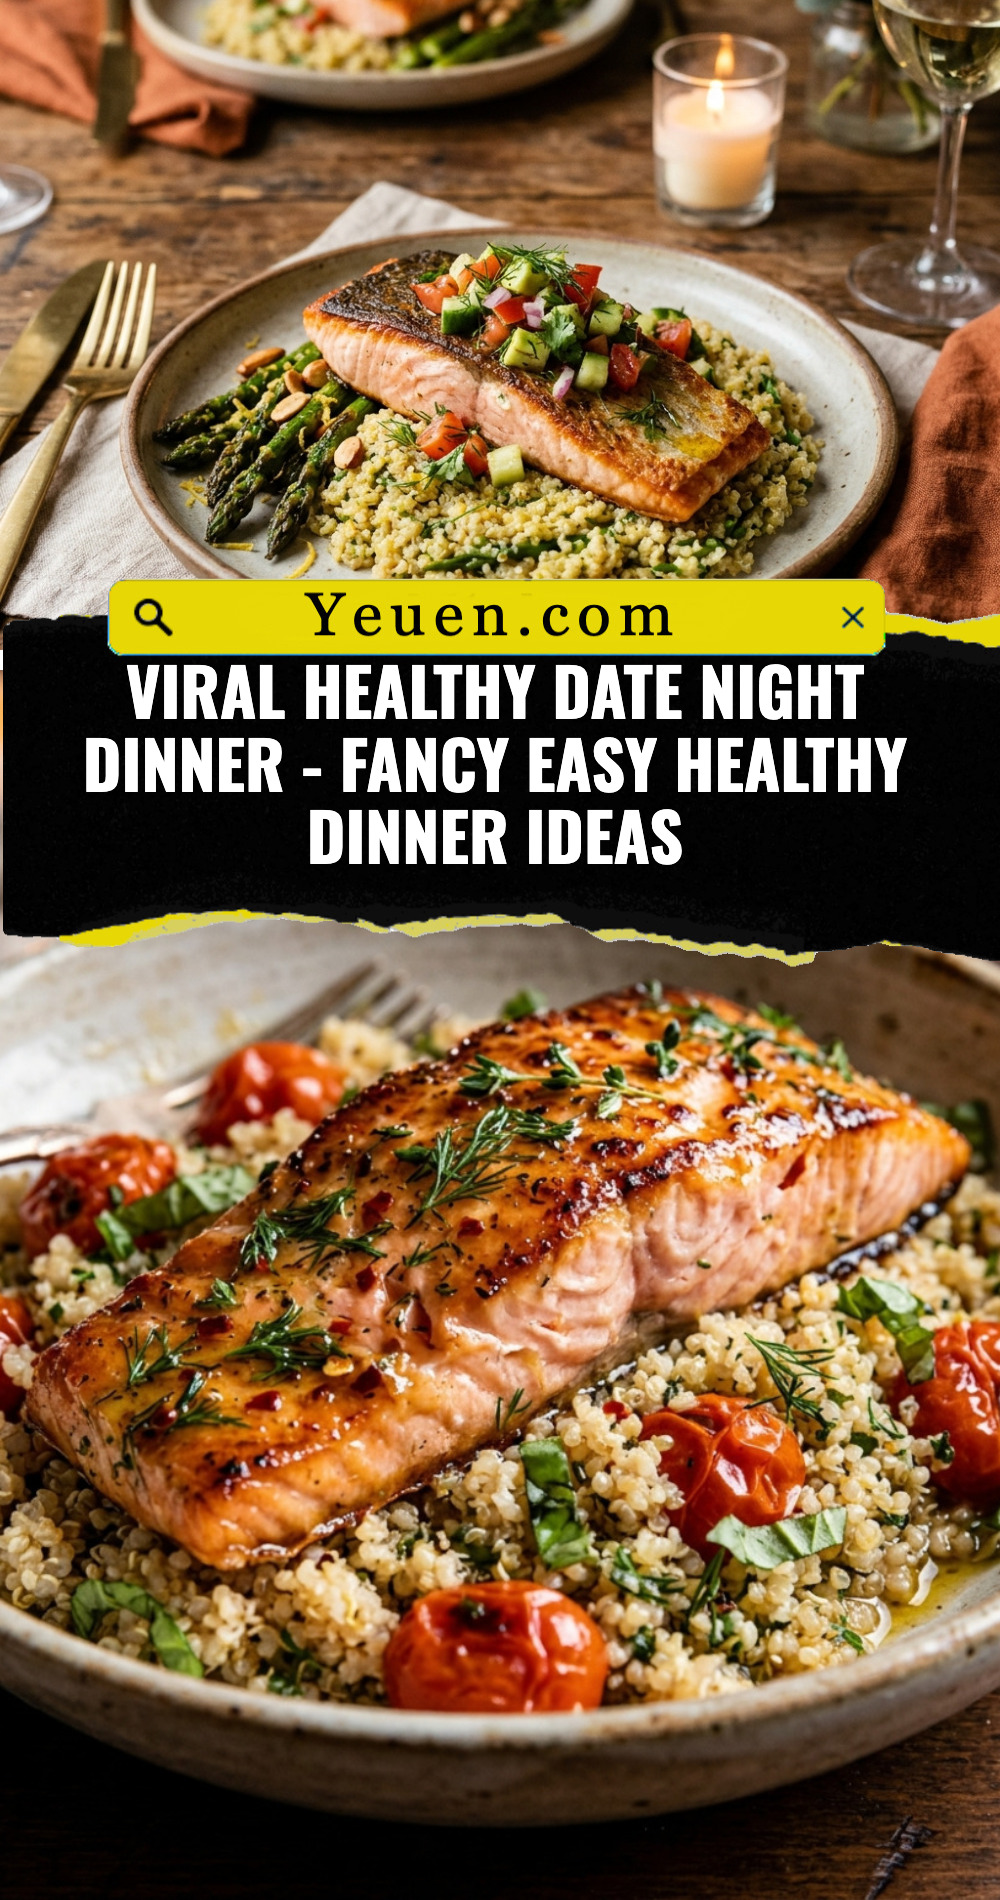 Yeuen.com
VIRAL HEALTHY DATE NIGHT
DINNER - FANCY EASY HEALTHY
DINNER IDEAS